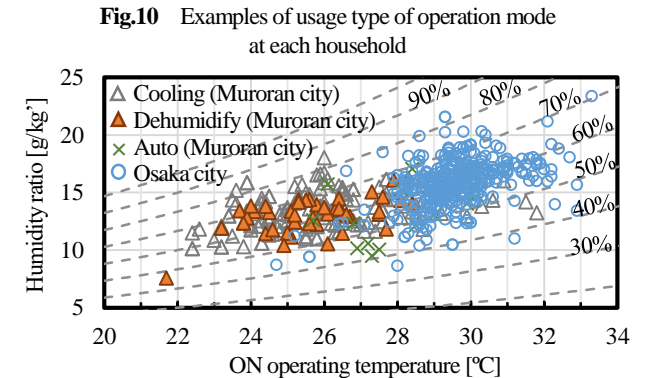 Fig.10 Examples of usage type of operation mode
at each household
25
20
15
10
5
Humidity ratio [g/kg']
Cooling (Muroran city)
Dehumidify (Muroran city)
Auto (Muroran city)
Osaka city
90%
80%
70%
60%
50%
40%
30%
20 22 24 26 28 30 32 34
ON operating temperature [ºC]